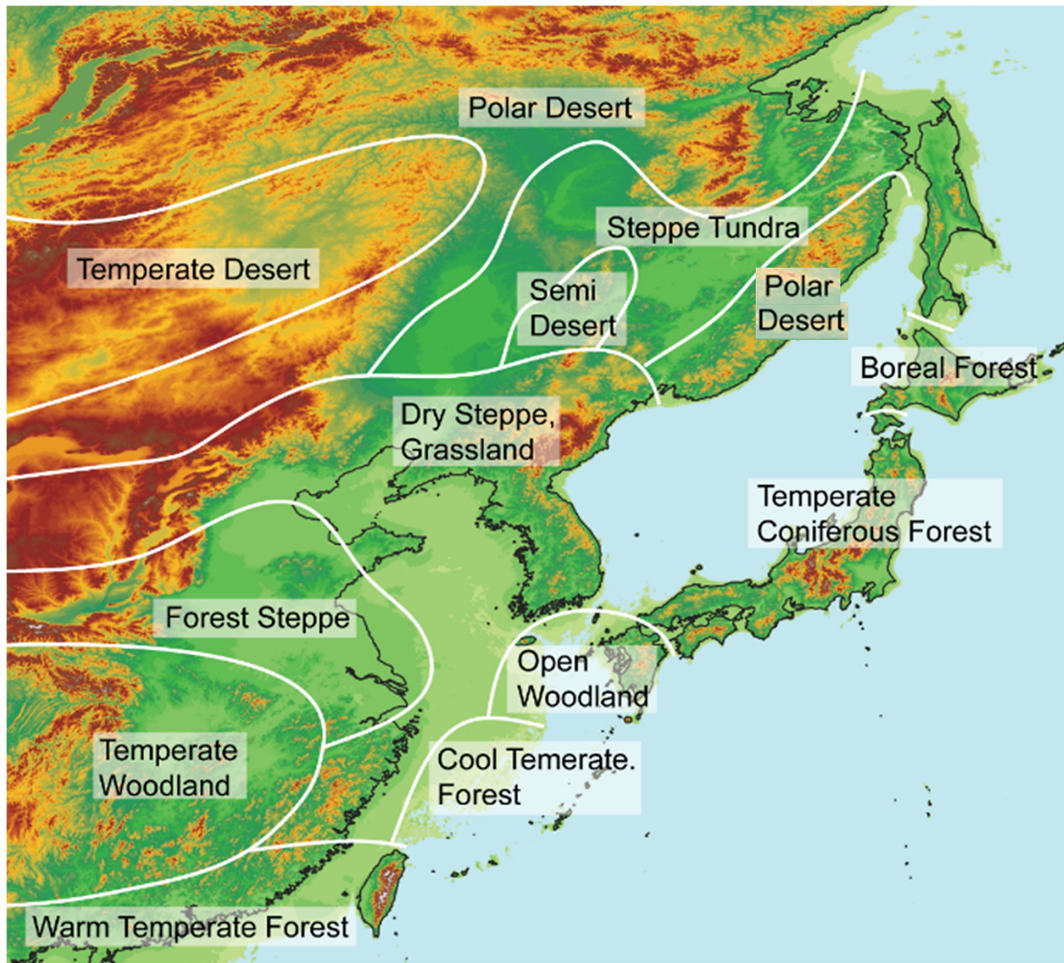 Polar Desert
Steppe Tundra
Temperate Desert
Semi
Desert
Polar
Desert
Boreal Forest
Dry Steppe,
Grassland
Temperate
Coniferous Forest
Forest Steppe
Open
Woodland
Temperate
Woodland
Cool Temerate.
Forest
Warm Temperate Forest